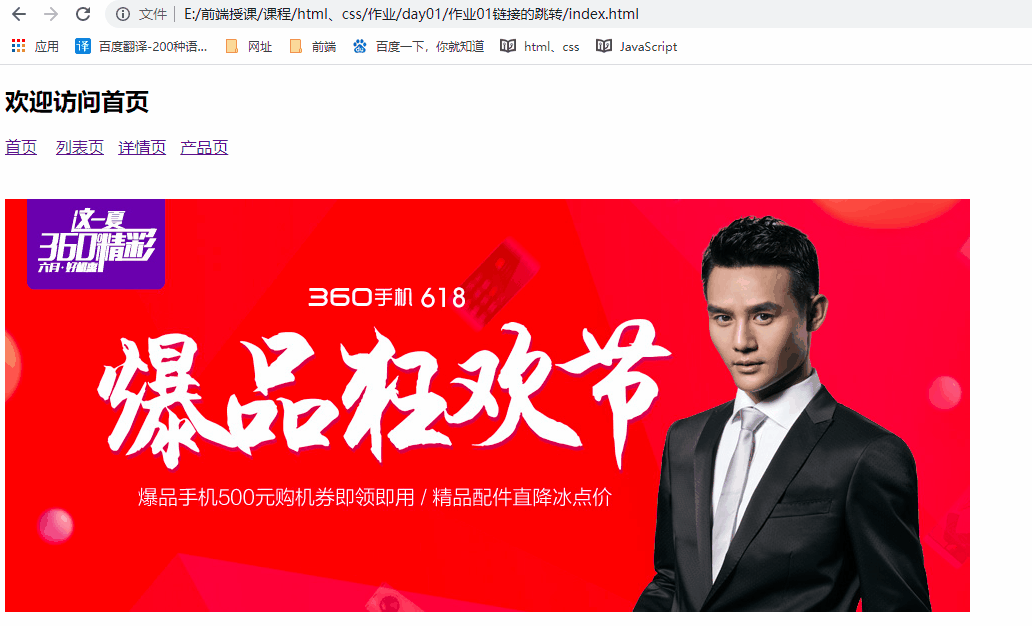 文件 E:/前端授课/课程/html、css/作业/day01/作业01链接的跳转/index.html
应用 译 百度翻译-200种语... 网址 前端 百度一下，你就知道 html、css JavaScript
欢迎访问首页
首页 列表页 详情页 产品页
这一夏
360精彩
六月·好机惠
360手机 618
爆品狂欢节
爆品手机500元购机券即领即用 / 精品配件直降冰点价